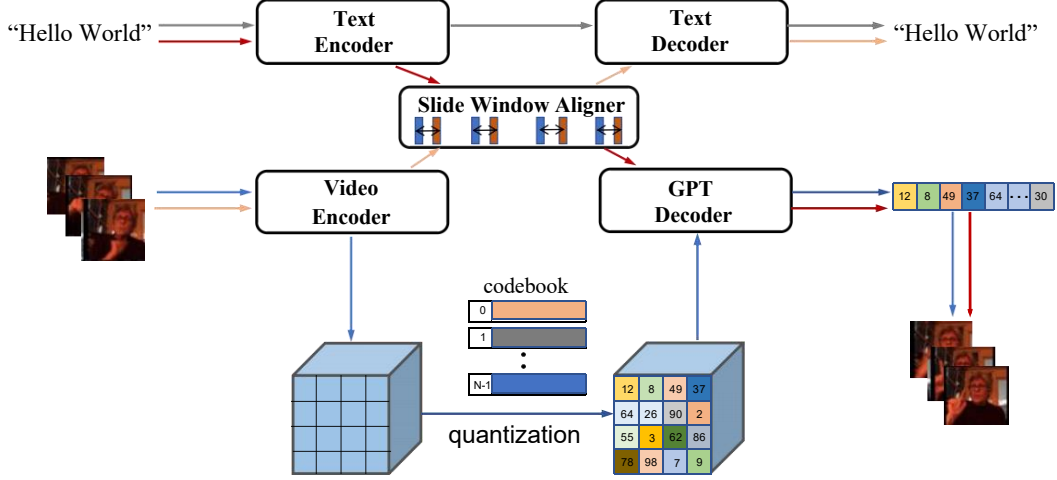 “Hello World”
Text
Encoder
Text
Decoder
“Hello World”
Slide Window Aligner
Video
Encoder
GPT
Decoder
12 8 49 37 64 ··· 30
codebook
0
1
N-1
quantization
12 8 49 37
64 26 90 2
55 3 62 86
78 98 7 9